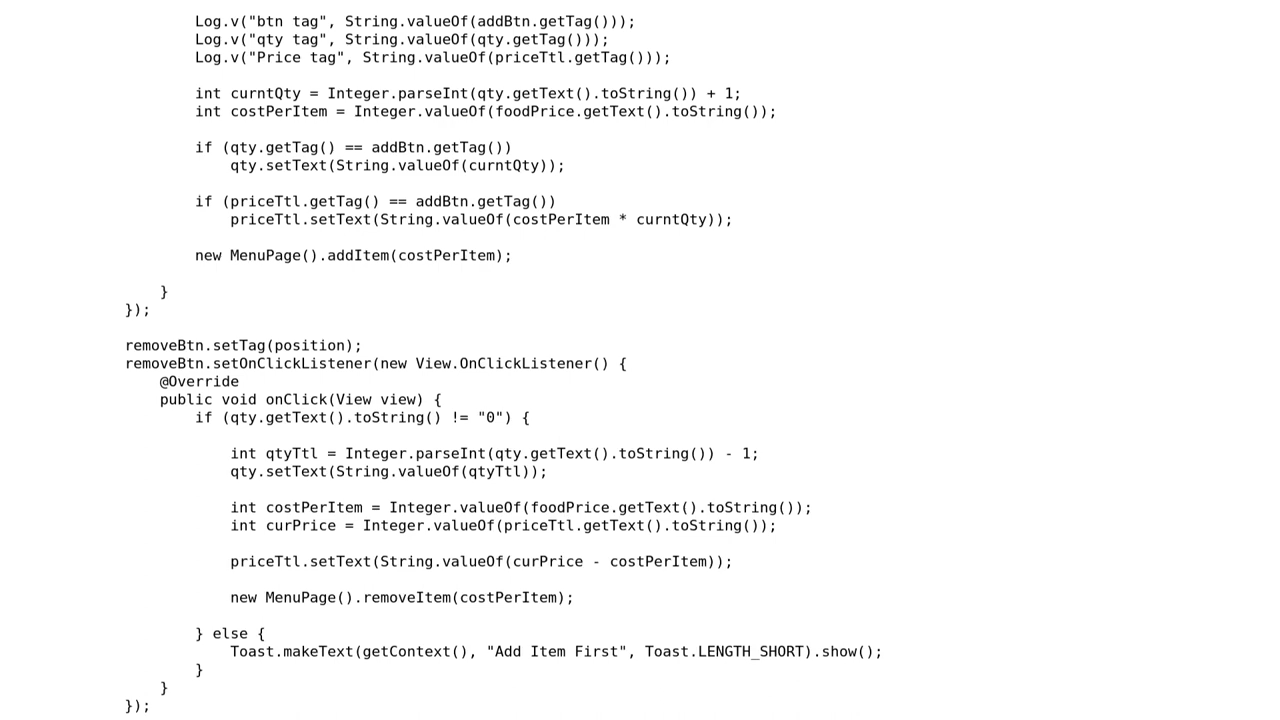 Log.v("btn tag", String.valueOf(addBtn.getTag()));
Log.v("qty tag", String.valueOf(qty.getTag()));
Log.v("Price tag", String.valueOf(priceTtl.getTag()));
int curntQty = Integer.parseInt(qty.getText().toString()) + 1;
int costPerItem = Integer.valueOf(foodPrice.getText().toString());
if (qty.getTag() == addBtn.getTag())
qty.setText(String.valueOf(curntQty));
if (priceTtl.getTag() == addBtn.getTag())
priceTtl.setText(String.valueOf(costPerItem * curntQty));
new MenuPage().addItem(costPerItem);
}
});
removeBtn.setTag(position);
removeBtn.setOnClickListener(new View.OnClickListener() {
@Override
public void onClick(View view) {
if (qty.getText().toString() != "0") {
int qtyTtl = Integer.parseInt(qty.getText().toString()) - 1;
qty.setText(String.valueOf(qtyTtl));
int costPerItem = Integer.valueOf(foodPrice.getText().toString());
int curPrice = Integer.valueOf(priceTtl.getText().toString());
priceTtl.setText(String.valueOf(curPrice - costPerItem));
new MenuPage().removeItem(costPerItem);
} else {
Toast.makeText(getContext(), "Add Item First", Toast.LENGTH_SHORT).show();
}
}
});